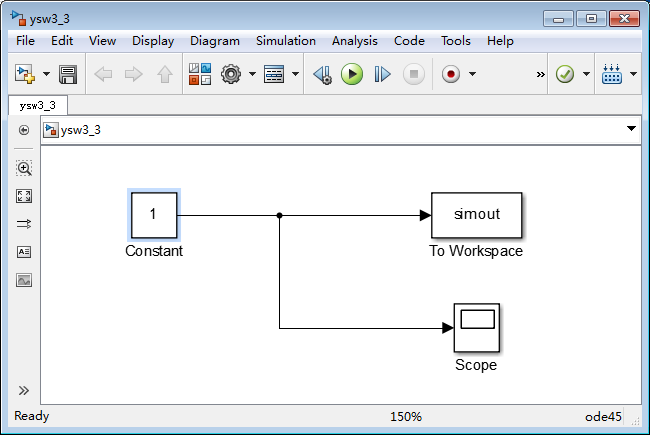 ysw3_3
File Edit View Display Diagram Simulation Analysis Code Tools Help
»
ysw3_3
ysw3_3
1
simout
Constant
To Workspace
Scope
»
Ready 150% ode45